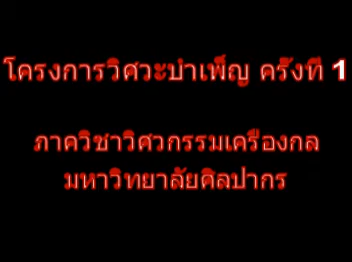 โครงการวิศวะบำเพ็ญ ครั้งที่ 1
ภาควิชาวิศวกรรมเครื่องกล
มหาวิทยาลัยศิลปากร